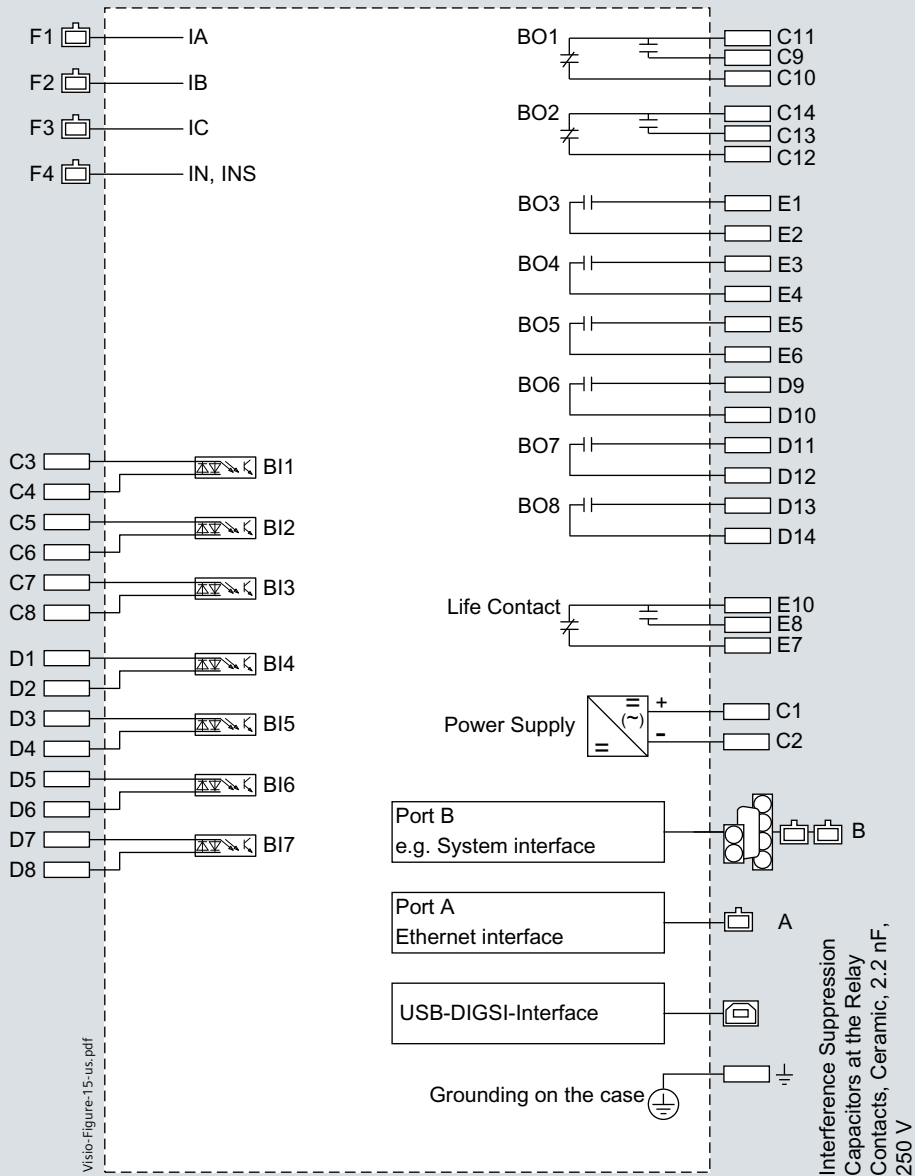 F1 IA
F2 IB
F3 IC
F4 IN, INS
C3
C4
BI1
C5
C6
BI2
C7
C8
BI3
D1
D2
BI4
D3
D4
BI5
D5
D6
BI6
D7
D8
BI7
BO1
C11
C9
C10
BO2
C14
C13
C12
BO3
E1
E2
BO4
E3
E4
BO5
E5
E6
BO6
D9
D10
BO7
D11
D12
BO8
D13
D14
Life Contact
E10
E8
E7
Power Supply
=
(~)
=
+
-
C1
C2
Port B
e.g. System interface
B
Port A
Ethernet interface
A
USB-DIGSI-Interface
Grounding on the case
Interference Suppression
Capacitors at the Relay
Contacts, Ceramic, 2.2 nF,
250 V
Visio-Figure-15-us.pdf